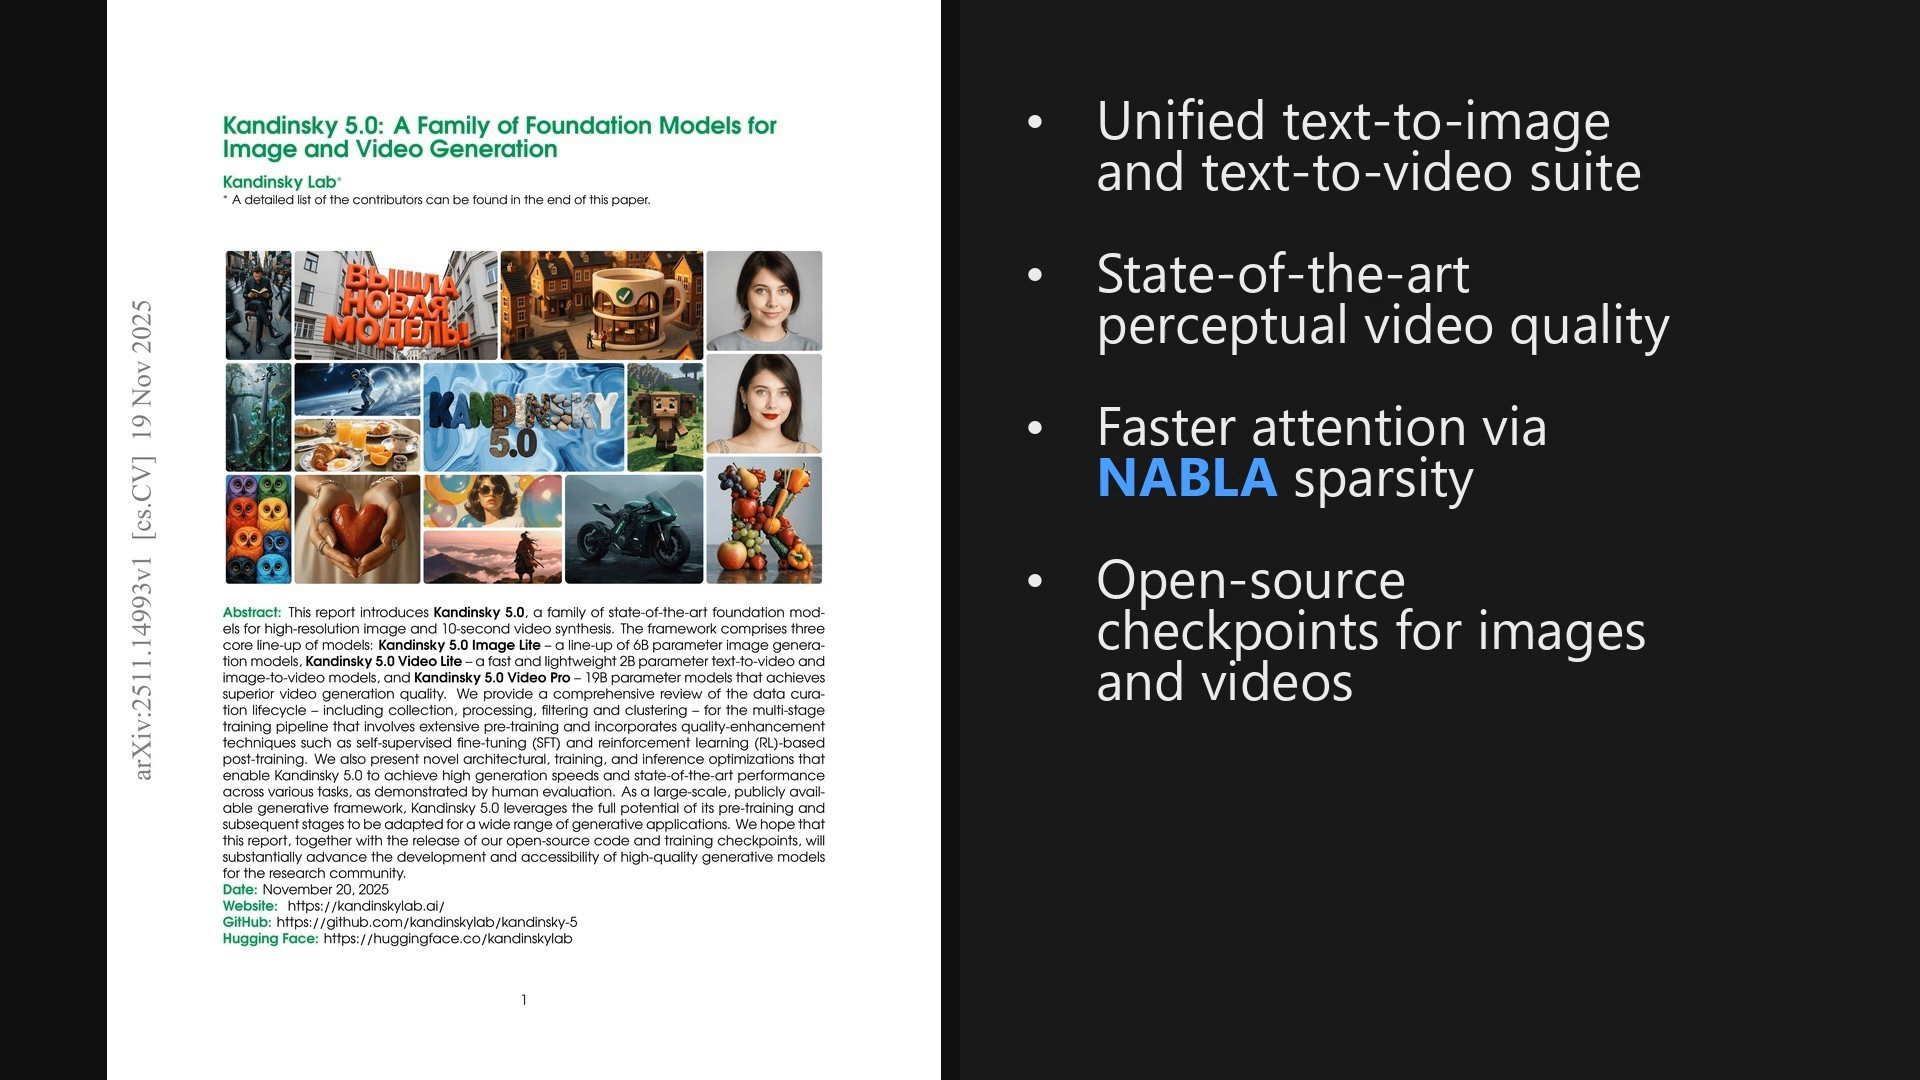 arXiv:2511.14993v1 [cs.CV] 19 Nov 2025
Kandinsky 5.0: A Family of Foundation Models for
Image and Video Generation
Kandinsky Lab*
* A detailed list of the contributors can be found in the end of this paper.
ВЫШЛА
НОВАЯ
МОДЕЛЬ!
KANDINSKY
5.0
Abstract: This report introduces Kandinsky 5.0, a family of state-of-the-art foundation mod-
els for high-resolution image and 10-second video synthesis. The framework comprises three
core line-up of models: Kandinsky 5.0 Image Lite – a line-up of 6B parameter image genera-
tion models, Kandinsky 5.0 Video Lite – a fast and lightweight 2B parameter text-to-video and
image-to-video models, and Kandinsky 5.0 Video Pro – 19B parameter models that achieves
superior video generation quality. We provide a comprehensive review of the data cura-
tion lifecycle – including collection, processing, filtering and clustering – for the multi-stage
training pipeline that involves extensive pre-training and incorporates quality-enhancement
techniques such as self-supervised fine-tuning (SFT) and reinforcement learning (RL)-based
post-training. We also present novel architectural, training, and inference optimizations that
enable Kandinsky 5.0 to achieve high generation speeds and state-of-the-art performance
across various tasks, as demonstrated by human evaluation. As a large-scale, publicly avail-
able generative framework, Kandinsky 5.0 leverages the full potential of its pre-training and
subsequent stages to be adapted for a wide range of generative applications. We hope that
this report, together with the release of our open-source code and training checkpoints, will
substantially advance the development and accessibility of high-quality generative models
for the research community.
Date: November 20, 2025
Website: https://kandinskylab.ai/
GitHub: https://github.com/kandinskylab/kandinsky-5
Hugging Face: https://huggingface.co/kandinskylab
1
• Unified text-to-image
and text-to-video suite
• State-of-the-art
perceptual video quality
• Faster attention via
NABLA sparsity
• Open-source
checkpoints for images
and videos